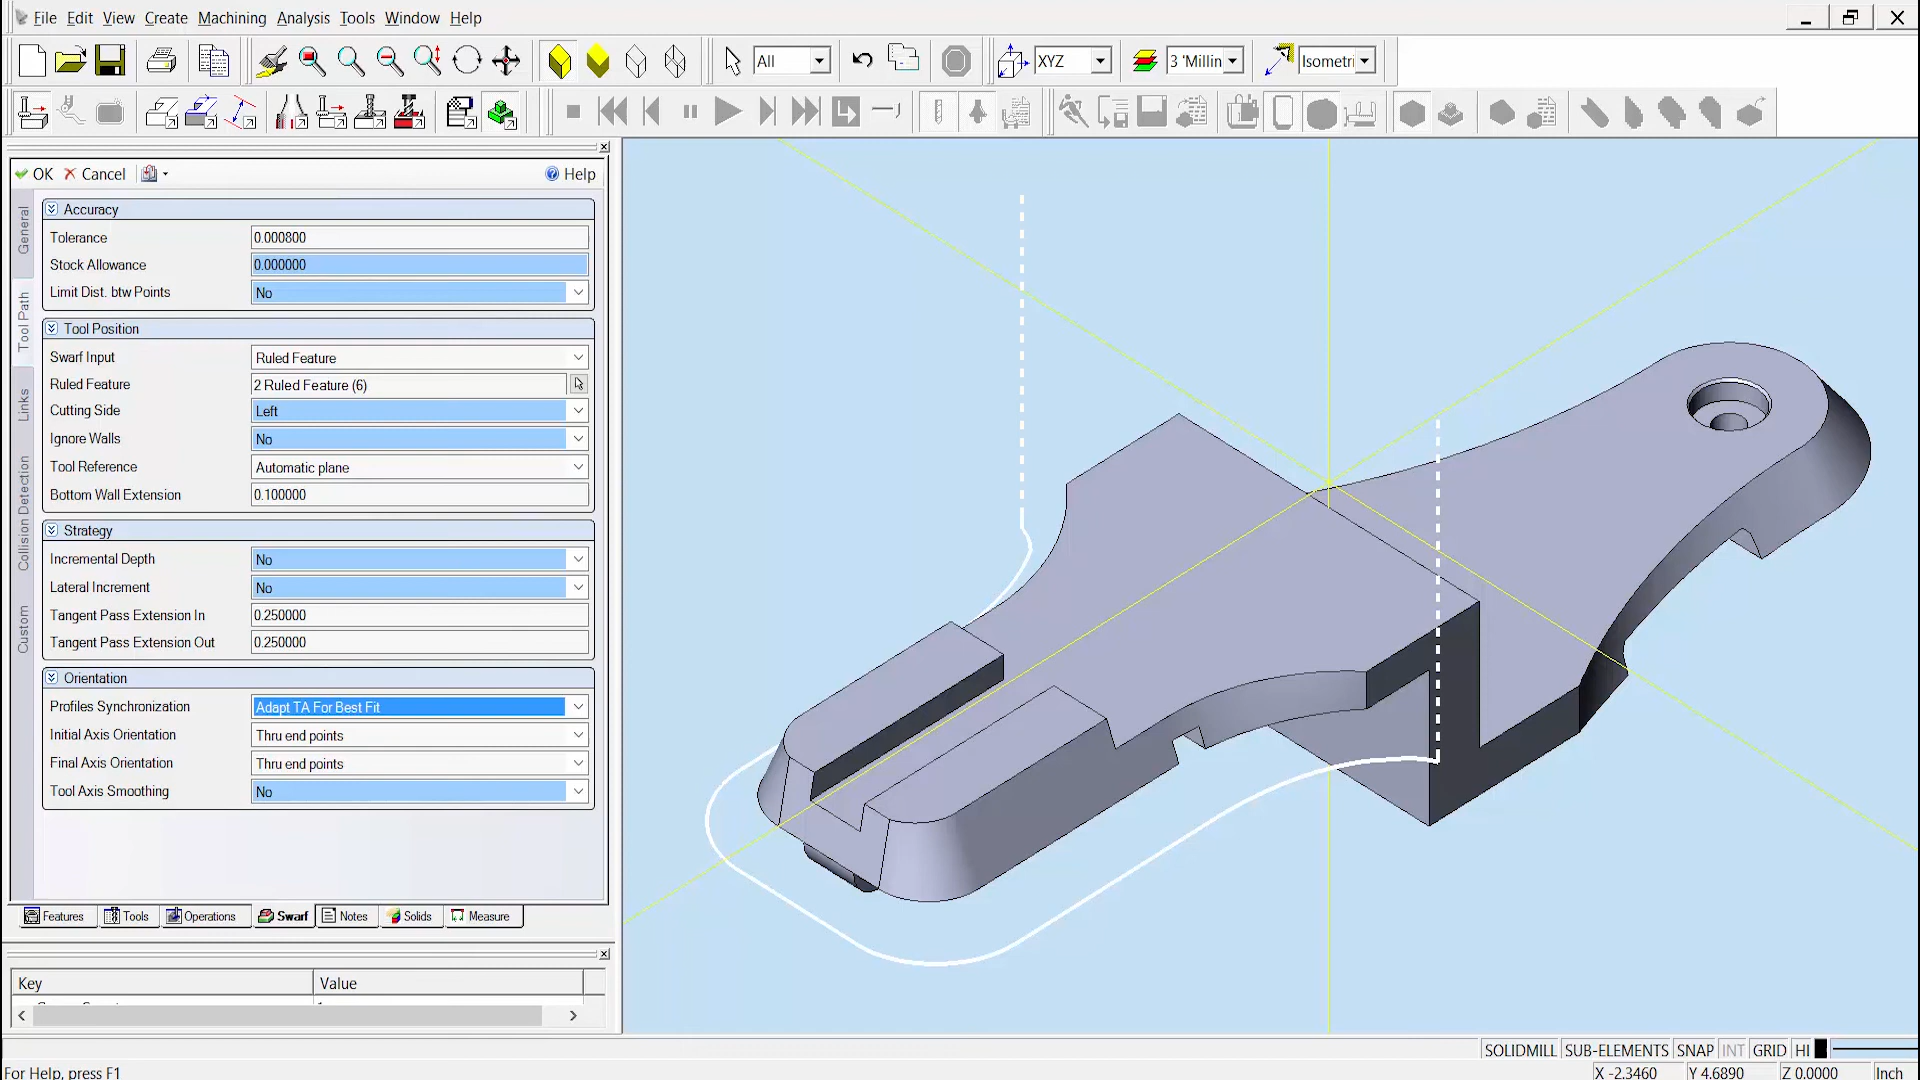 File Edit View Create Machining Analysis Tools Window Help
All XYZ 3 'Millin Isometri
OK Cancel Help
General
Tool Path
Links
Collision Detection
Custom
Accuracy
Tolerance 0.000800
Stock Allowance 0.000000
Limit Dist. btw Points No
Tool Position
Swarf Input Ruled Feature
Ruled Feature 2 Ruled Feature (6)
Cutting Side Left
Ignore Walls No
Tool Reference Automatic plane
Bottom Wall Extension 0.100000
Strategy
Incremental Depth No
Lateral Increment No
Tangent Pass Extension In 0.250000
Tangent Pass Extension Out 0.250000
Orientation
Profiles Synchronization Adapt TA For Best Fit
Initial Axis Orientation Thru end points
Final Axis Orientation Thru end points
Tool Axis Smoothing No
Features Tools Operations Swarf Notes Solids Measure
Key Value
SOLIDMILL SUB-ELEMENTS SNAP INT GRID HI
For Help, press F1 X -2.3460 Y 4.6890 Z 0.0000 Inch